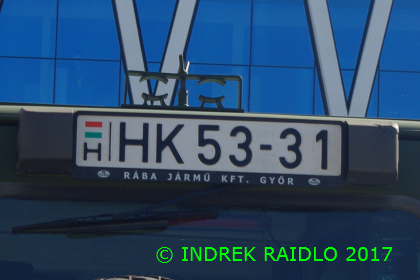 H HK 53-31
RÁBA JÁRMŰ KFT. GYŐR
© INDREK RAIDLO 2017